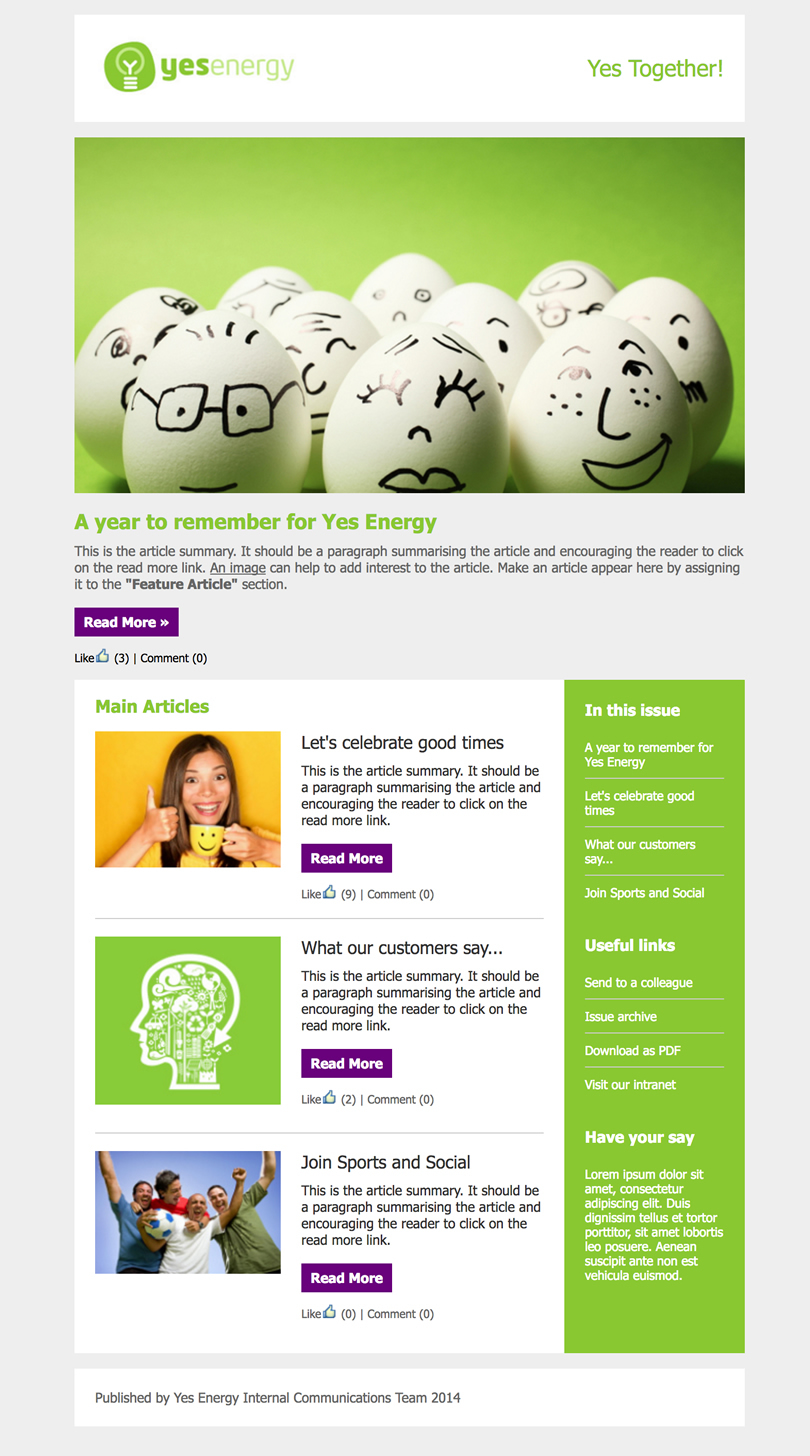 yesenergy
Yes Together!
A year to remember for Yes Energy
This is the article summary. It should be a paragraph summarising the article and encouraging the reader to click
on the read more link. An image can help to add interest to the article. Make an article appear here by assigning
it to the "Feature Article" section.
Read More »
Like (3) | Comment (0)
Main Articles
Let's celebrate good times
This is the article summary. It should be
a paragraph summarising the article and
encouraging the reader to click on the
read more link.
Read More
Like (9) | Comment (0)
What our customers say...
This is the article summary. It should be
a paragraph summarising the article and
encouraging the reader to click on the
read more link.
Read More
Like (2) | Comment (0)
Join Sports and Social
This is the article summary. It should be
a paragraph summarising the article and
encouraging the reader to click on the
read more link.
Read More
Like (0) | Comment (0)
In this issue
A year to remember for
Yes Energy
Let's celebrate good
times
What our customers
say...
Join Sports and Social
Useful links
Send to a colleague
Issue archive
Download as PDF
Visit our intranet
Have your say
Lorem ipsum dolor sit
amet, consectetur
adipiscing elit. Duis
dignissim tellus et tortor
porttitor, sit amet lobortis
leo posuere. Aenean
suscipit ante non est
vehicula euismod.
Published by Yes Energy Internal Communications Team 2014